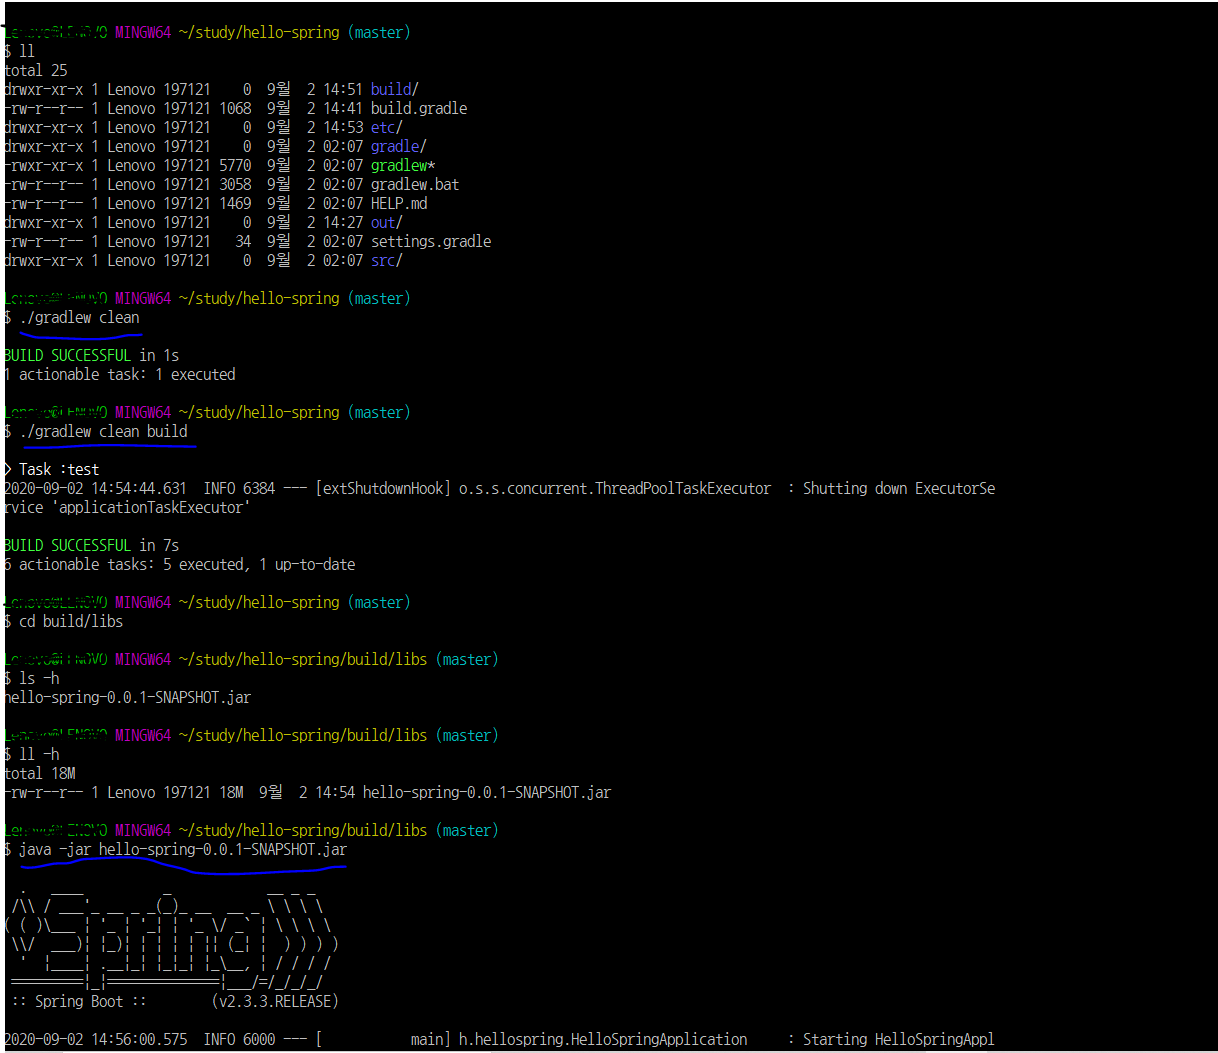 MINGW64 ~/study/hello-spring (master)
$ ll
total 25
drwxr-xr-x 1 Lenovo 197121    0  9월  2 14:51 build/
-rw-r--r-- 1 Lenovo 197121 1068  9월  2 14:41 build.gradle
drwxr-xr-x 1 Lenovo 197121    0  9월  2 14:53 etc/
drwxr-xr-x 1 Lenovo 197121    0  9월  2 02:07 gradle/
-rwxr-xr-x 1 Lenovo 197121 5770  9월  2 02:07 gradlew*
-rw-r--r-- 1 Lenovo 197121 3058  9월  2 02:07 gradlew.bat
-rw-r--r-- 1 Lenovo 197121 1469  9월  2 02:07 HELP.md
drwxr-xr-x 1 Lenovo 197121    0  9월  2 14:27 out/
-rw-r--r-- 1 Lenovo 197121   34  9월  2 02:07 settings.gradle
drwxr-xr-x 1 Lenovo 197121    0  9월  2 02:07 src/
MINGW64 ~/study/hello-spring (master)
$ ./gradlew clean
BUILD SUCCESSFUL in 1s
1 actionable task: 1 executed
MINGW64 ~/study/hello-spring (master)
$ ./gradlew clean build
> Task :test
2020-09-02 14:54:44.631  INFO 6384 --- [extShutdownHook] o.s.s.concurrent.ThreadPoolTaskExecutor  : Shutting down ExecutorSe
rvice 'applicationTaskExecutor'
BUILD SUCCESSFUL in 7s
6 actionable tasks: 5 executed, 1 up-to-date
MINGW64 ~/study/hello-spring (master)
$ cd build/libs
MINGW64 ~/study/hello-spring/build/libs (master)
$ ls -h
hello-spring-0.0.1-SNAPSHOT.jar
MINGW64 ~/study/hello-spring/build/libs (master)
$ ll -h
total 18M
-rw-r--r-- 1 Lenovo 197121 18M  9월  2 14:54 hello-spring-0.0.1-SNAPSHOT.jar
MINGW64 ~/study/hello-spring/build/libs (master)
$ java -jar hello-spring-0.0.1-SNAPSHOT.jar
Spring
:: Spring Boot ::        (v2.3.3.RELEASE)
2020-09-02 14:56:00.575  INFO 6000 --- [           main] h.hellospring.HelloSpringApplication     : Starting HelloSpringAppl